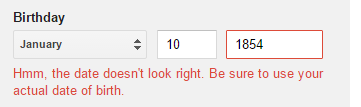 Birthday
January 10 1854
Hmm, the date doesn't look right. Be sure to use your
actual date of birth.